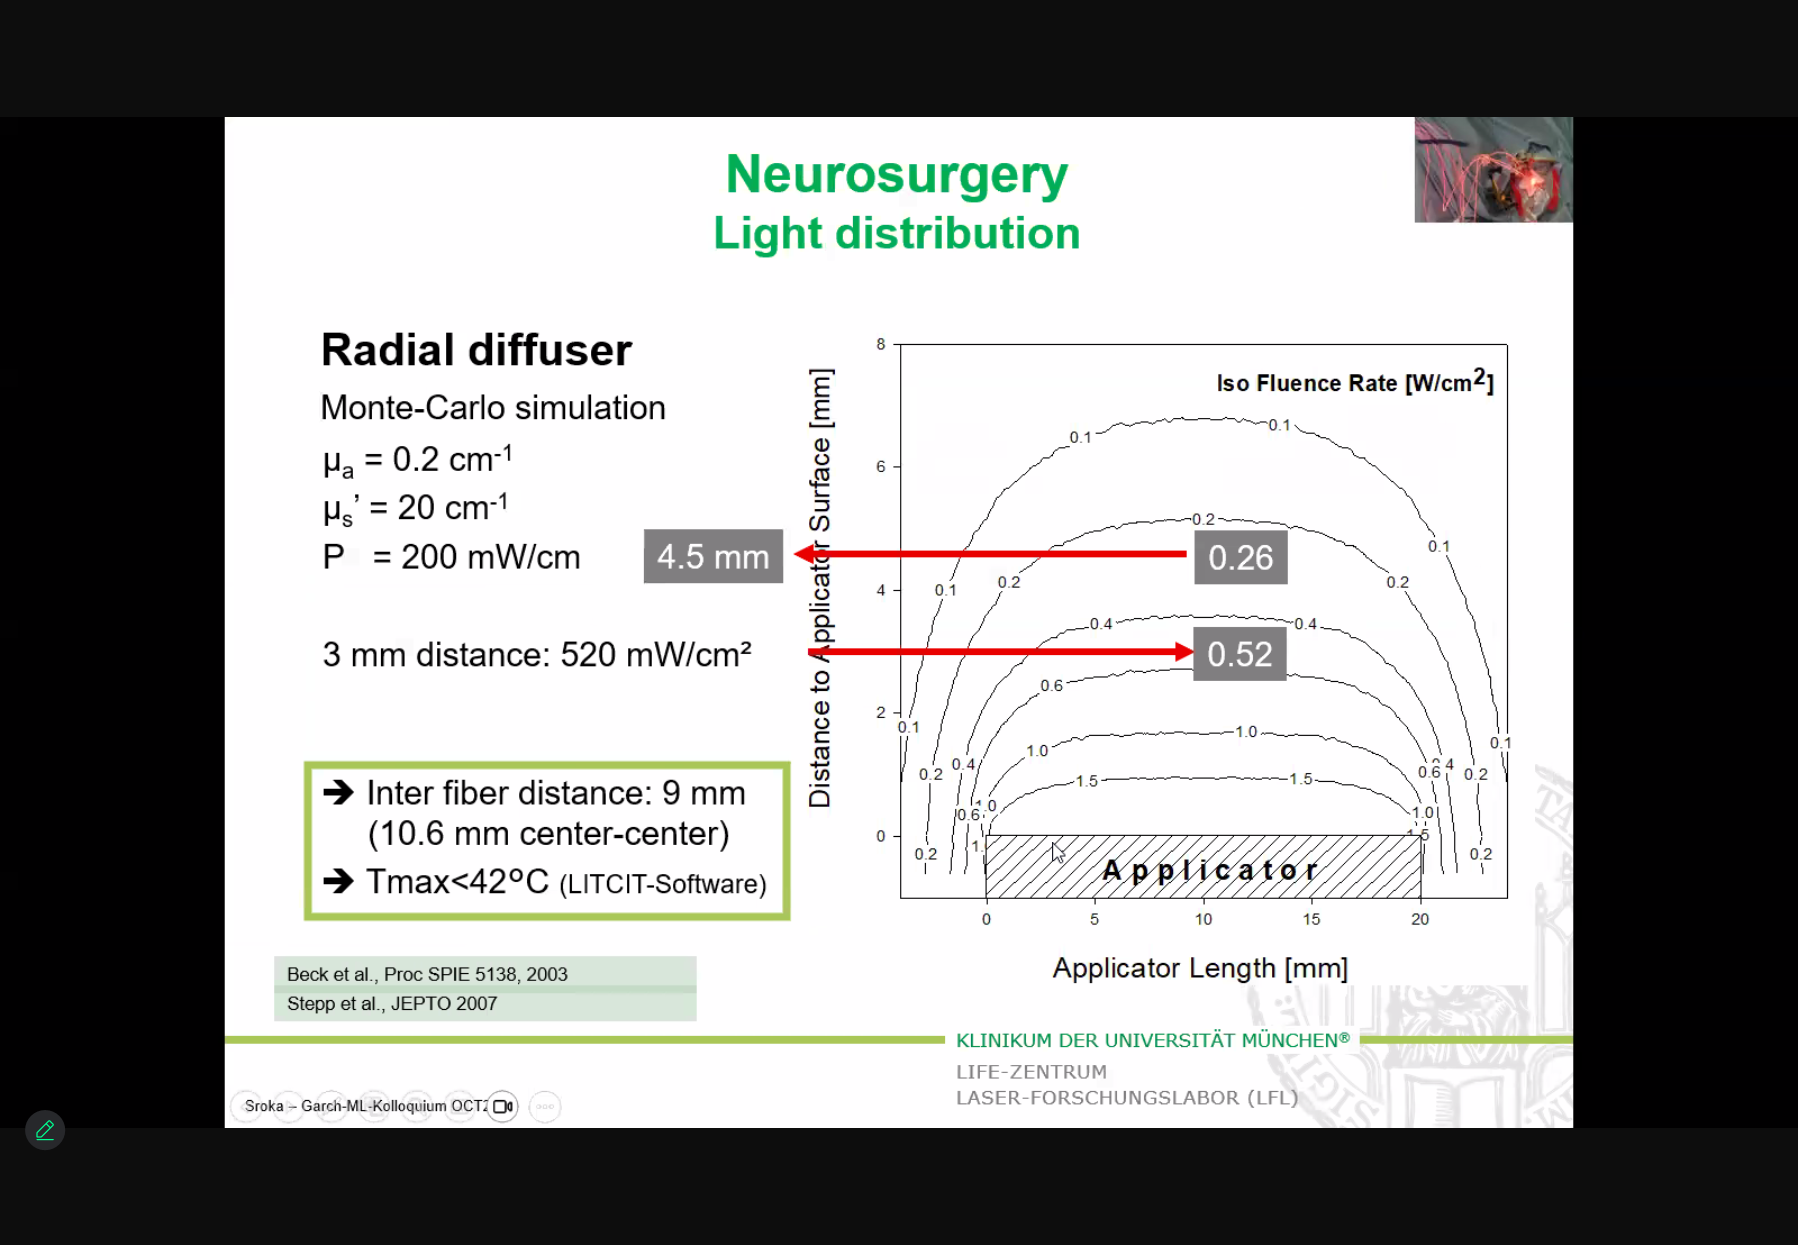 Neurosurgery
Light distribution
Radial diffuser
Monte-Carlo simulation
µa = 0.2 cm-1
µs’ = 20 cm-1
P = 200 mW/cm
4.5 mm
3 mm distance: 520 mW/cm²
➔ Inter fiber distance: 9 mm
(10.6 mm center-center)
➔ Tmax<42°C (LITCIT-Software)
Beck et al., Proc SPIE 5138, 2003
Stepp et al., JEPTO 2007
Distance to Applicator Surface [mm]
8
6
4
2
0
Iso Fluence Rate [W/cm2]
0.1 0.1
0.2
0.1
0.26
0.1 0.2 0.2
0.4 0.4
0.52
0.6
0.1 1.0 1.0 0.1
0.2 0.4 1.5 1.5 0.6 4 0.2
0.6 1.0 1.0
0.2 1. 1.5 0.2
Applicator
0 5 10 15 20
Applicator Length [mm]
KLINIKUM DER UNIVERSITÄT MÜNCHEN®
LIFE-ZENTRUM
LASER-FORSCHUNGSLABOR (LFL)
Sroka – Garch-ML-Kolloquium OCT2